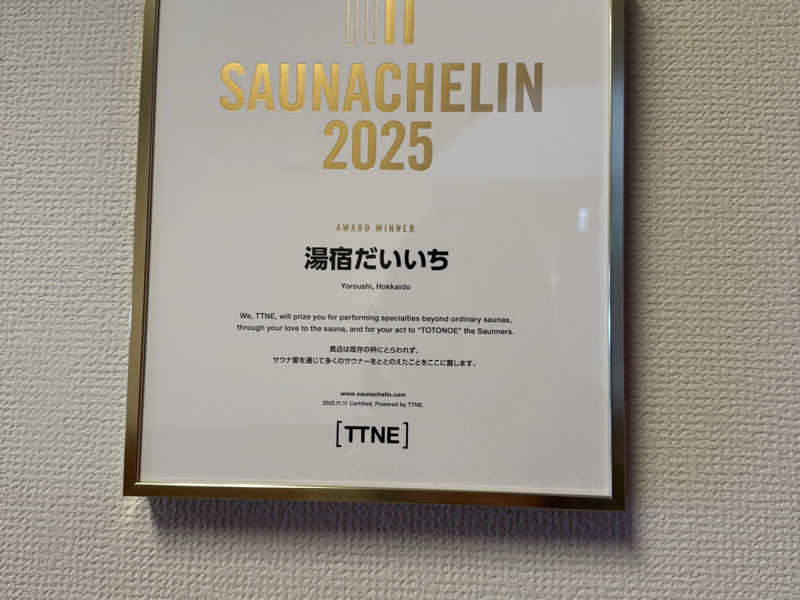 SAUNACHELIN
2025
AWARD WINNER
湯宿だいいち
Yoroushi, Hokkaido
We, TTNE, will prize you for performing specialties beyond ordinary saunas,
through your love to the sauna, and for your act to "TOTONOE" the Saunners.
貴店は既存の枠にとらわれず、
サウナ愛を通じて多くのサウナーをととのえたことをここに賞します。
www.saunachelin.com
2025.11.11 Certified, Powered by TTNE.
[TTNE]